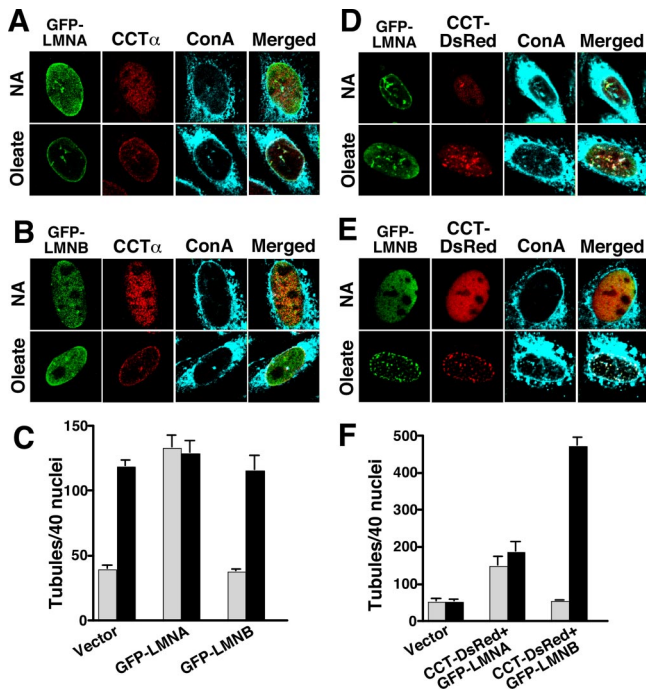 A
GFP-
LMNA
CCTα
ConA
Merged
NA
Oleate
B
GFP-
LMNB
CCTα
ConA
Merged
NA
Oleate
C
Tubules/40 nuclei
150
100
50
0
Vector
GFP-LMNA
GFP-LMNB
D
GFP-
LMNA
CCT-
DsRed
ConA
Merged
NA
Oleate
E
GFP-
LMNB
CCT-
DsRed
ConA
Merged
NA
Oleate
F
Tubules/40 nuclei
500
400
300
200
100
0
Vector
CCT-DsRed+
GFP-LMNA
CCT-DsRed+
GFP-LMNB